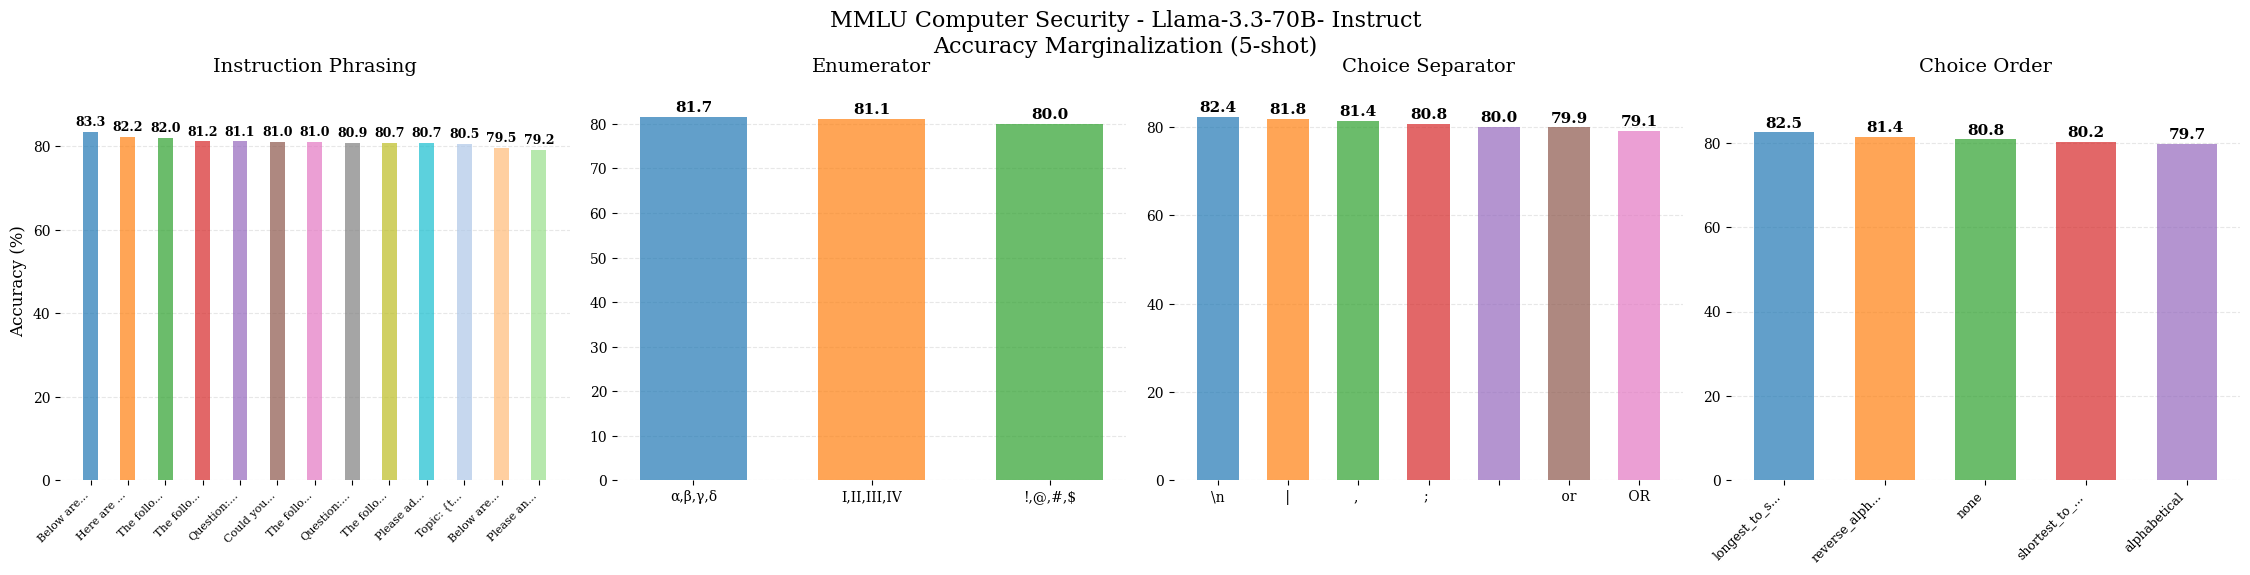 MMLU Computer Security - Llama-3.3-70B- Instruct
Accuracy Marginalization (5-shot)
Instruction Phrasing
Accuracy (%)
80
60
40
20
0
83.3 82.2 82.0 81.2 81.1 81.0 81.0 80.9 80.7 80.7 80.5 79.5 79.2
Below are...
Here are ...
The follo...
The follo...
Question:...
Could you...
The follo...
Question:...
The follo...
Please ad...
Topic: {t...
Below are...
Please an...
Enumerator
80
70
60
50
40
30
20
10
0
81.7 81.1 80.0
α,β,γ,δ I,II,III,IV !,@,#,$
Choice Separator
80
60
40
20
0
82.4 81.8 81.4 80.8 80.0 79.9 79.1
\n | , ; or OR
Choice Order
80
60
40
20
0
82.5 81.4 80.8 80.2 79.7
longest_to_s...
reverse_alph...
none
shortest_to_...
alphabetical